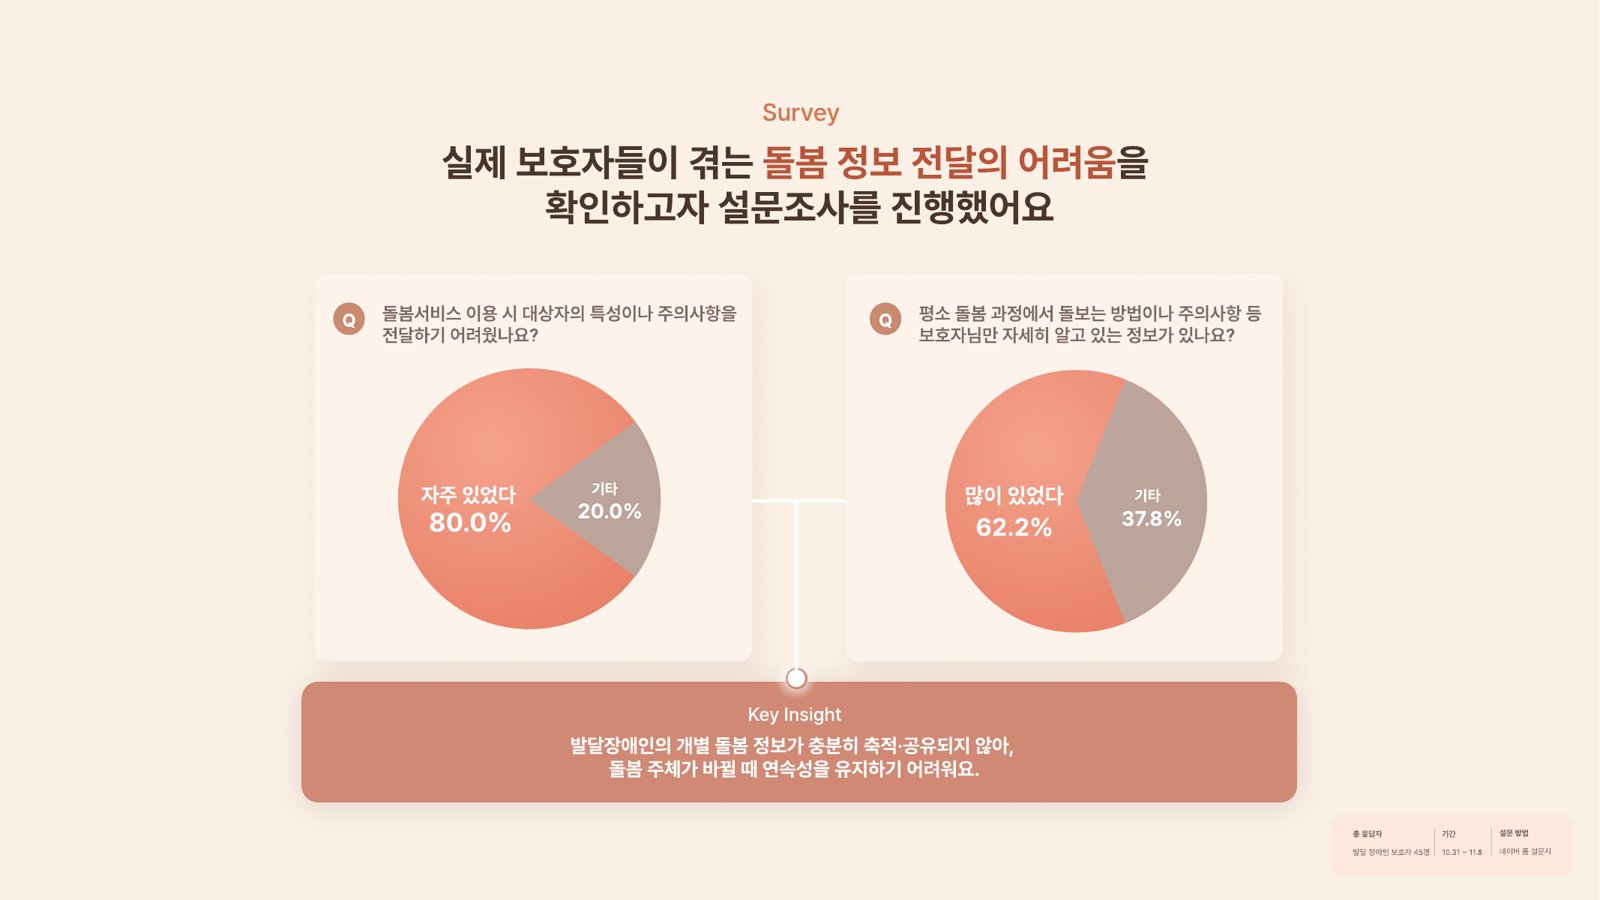 Survey
실제 보호자들이 겪는 돌봄 정보 전달의 어려움을
확인하고자 설문조사를 진행했어요
Q
돌봄서비스 이용 시 대상자의 특성이나 주의사항을
전달하기 어려웠나요?
자주 있었다
80.0%
기타
20.0%
Q
평소 돌봄 과정에서 돌보는 방법이나 주의사항 등
보호자님만 자세히 알고 있는 정보가 있나요?
많이 있었다
62.2%
기타
37.8%
Key Insight
발달장애인의 개별 돌봄 정보가 충분히 축적·공유되지 않아,
돌봄 주체가 바뀔 때 연속성을 유지하기 어려워요.
총 응답자
발달 장애인 보호자 45명
기간
10.31 ~ 11.8
설문 방법
네이버 폼 설문지